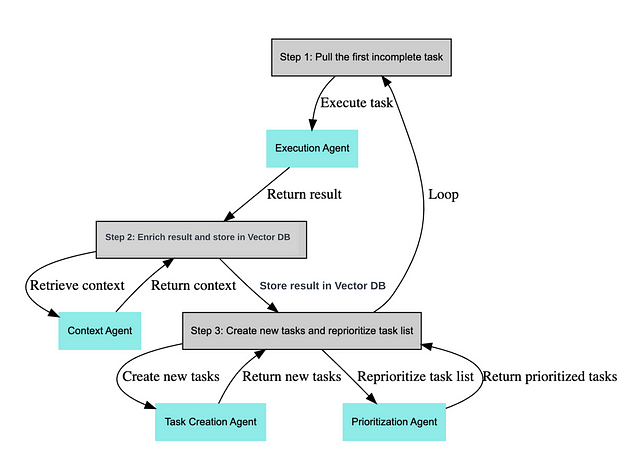 Step 1: Pull the first incomplete task
Execute task
Execution Agent
Return result
Loop
Step 2: Enrich result and store in Vector DB
Retrieve context
Return context
Store result in Vector DB
Context Agent
Step 3: Create new tasks and reprioritize task list
Create new tasks
Return new tasks
Reprioritize task list
Return prioritized tasks
Task Creation Agent
Prioritization Agent